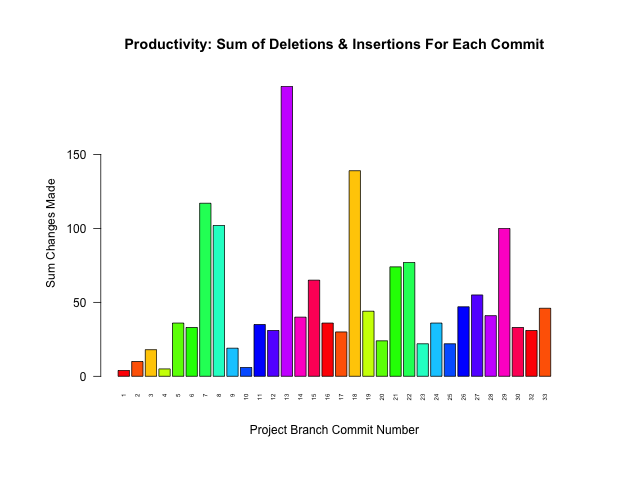 Productivity: Sum of Deletions & Insertions For Each Commit
150
100
50
0
Sum Changes Made
1 2 3 4 5 6 7 8 9 10 11 12 13 14 15 16 17 18 19 20 21 22 23 24 25 26 27 28 29 30 32 33
Project Branch Commit Number